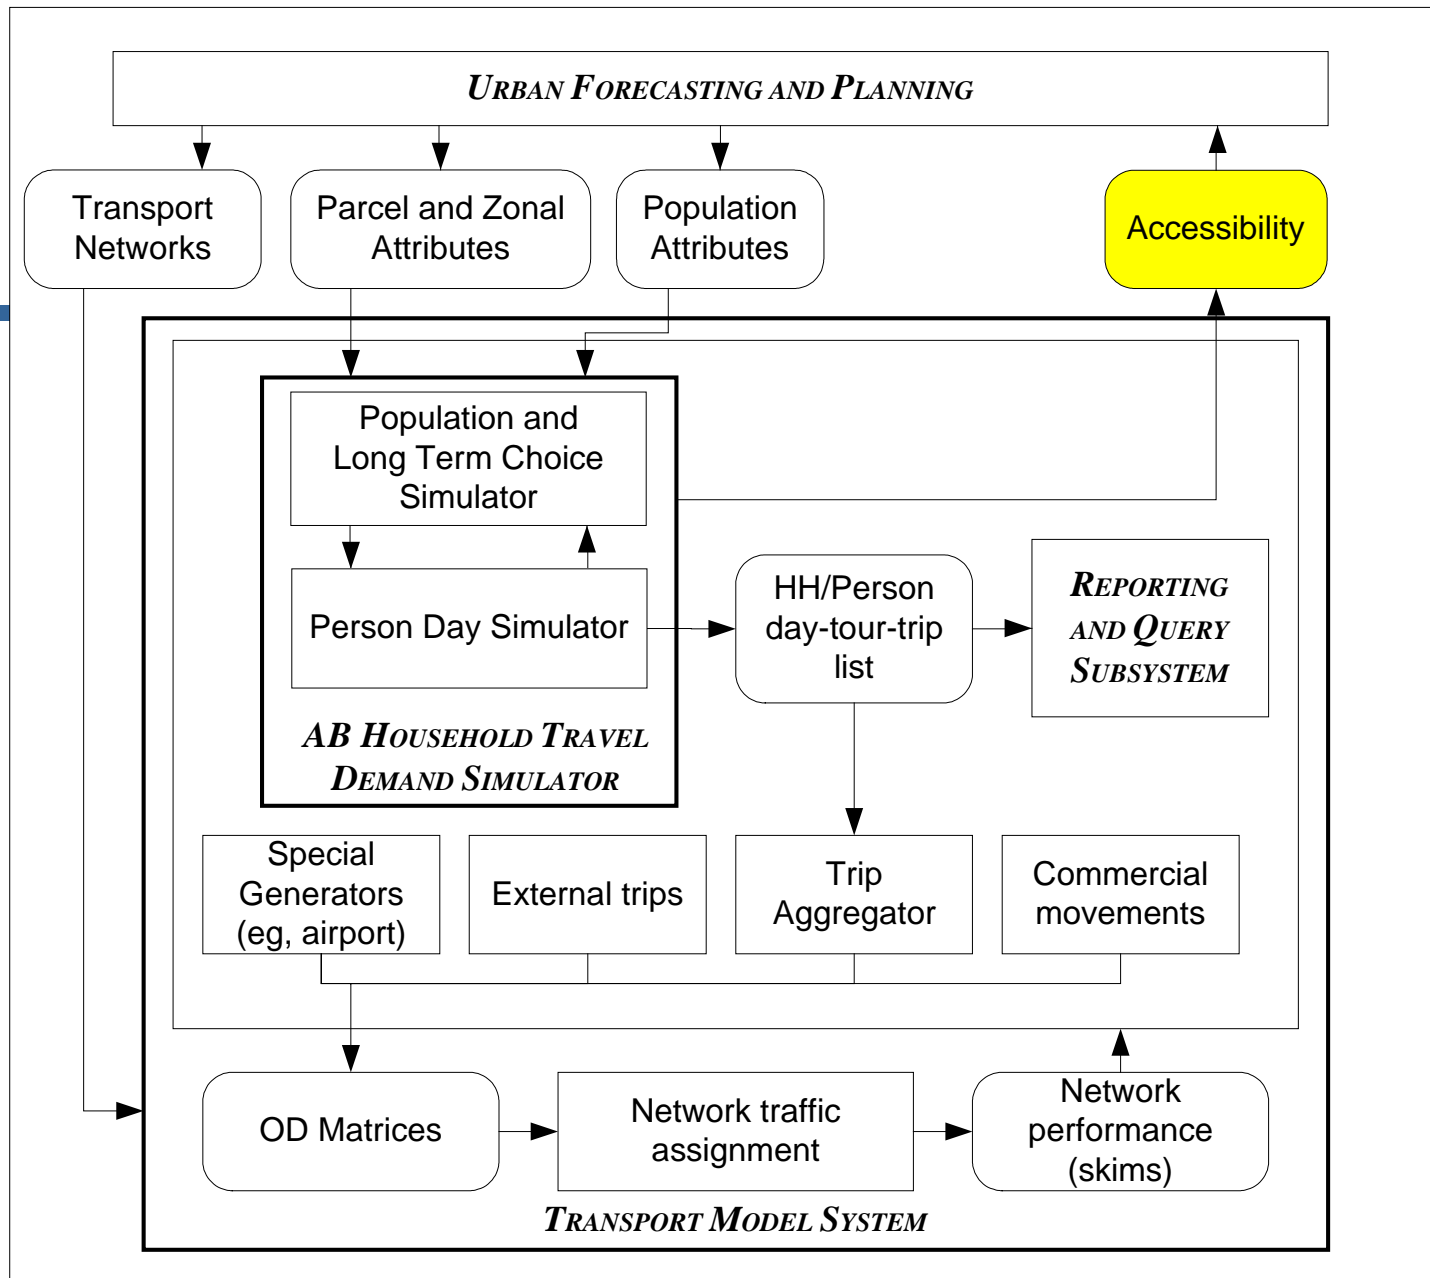 URBAN FORECASTING AND PLANNING
Transport
Networks
Parcel and Zonal
Attributes
Population
Attributes
Accessibility
Population and
Long Term Choice
Simulator
Person Day Simulator
AB HOUSEHOLD TRAVEL
DEMAND SIMULATOR
HH/Person
day-tour-trip
list
REPORTING
AND QUERY
SUBSYSTEM
Special
Generators
(eg, airport)
External trips
Trip
Aggregator
Commercial
movements
OD Matrices
Network traffic
assignment
Network
performance
(skims)
TRANSPORT MODEL SYSTEM